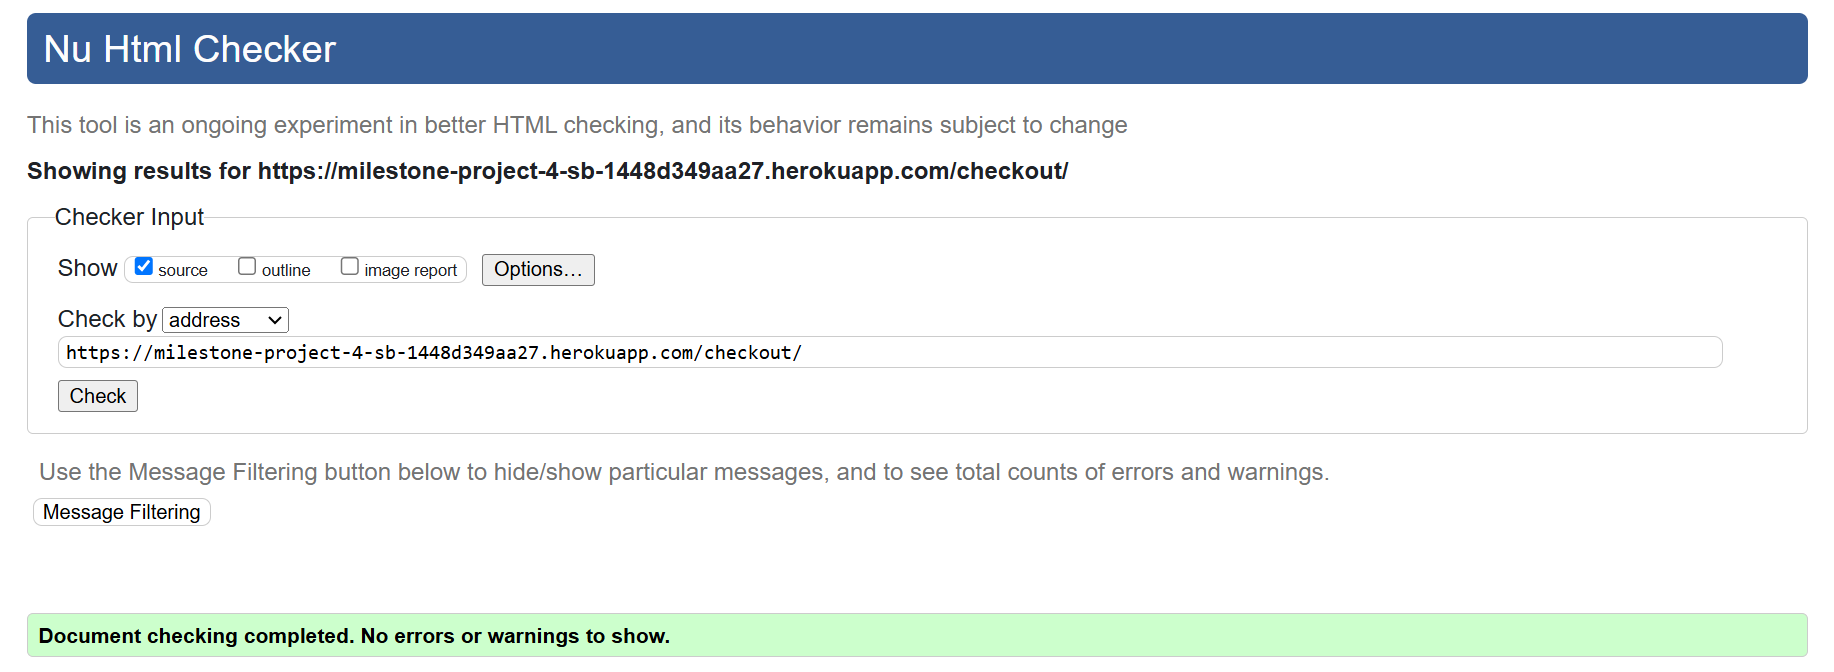 Nu Html Checker
This tool is an ongoing experiment in better HTML checking, and its behavior remains subject to change
Showing results for https://milestone-project-4-sb-1448d349aa27.herokuapp.com/checkout/
Checker Input
Show source outline image report Options...
Check by address
https://milestone-project-4-sb-1448d349aa27.herokuapp.com/checkout/
Check
Use the Message Filtering button below to hide/show particular messages, and to see total counts of errors and warnings.
Message Filtering
Document checking completed. No errors or warnings to show.